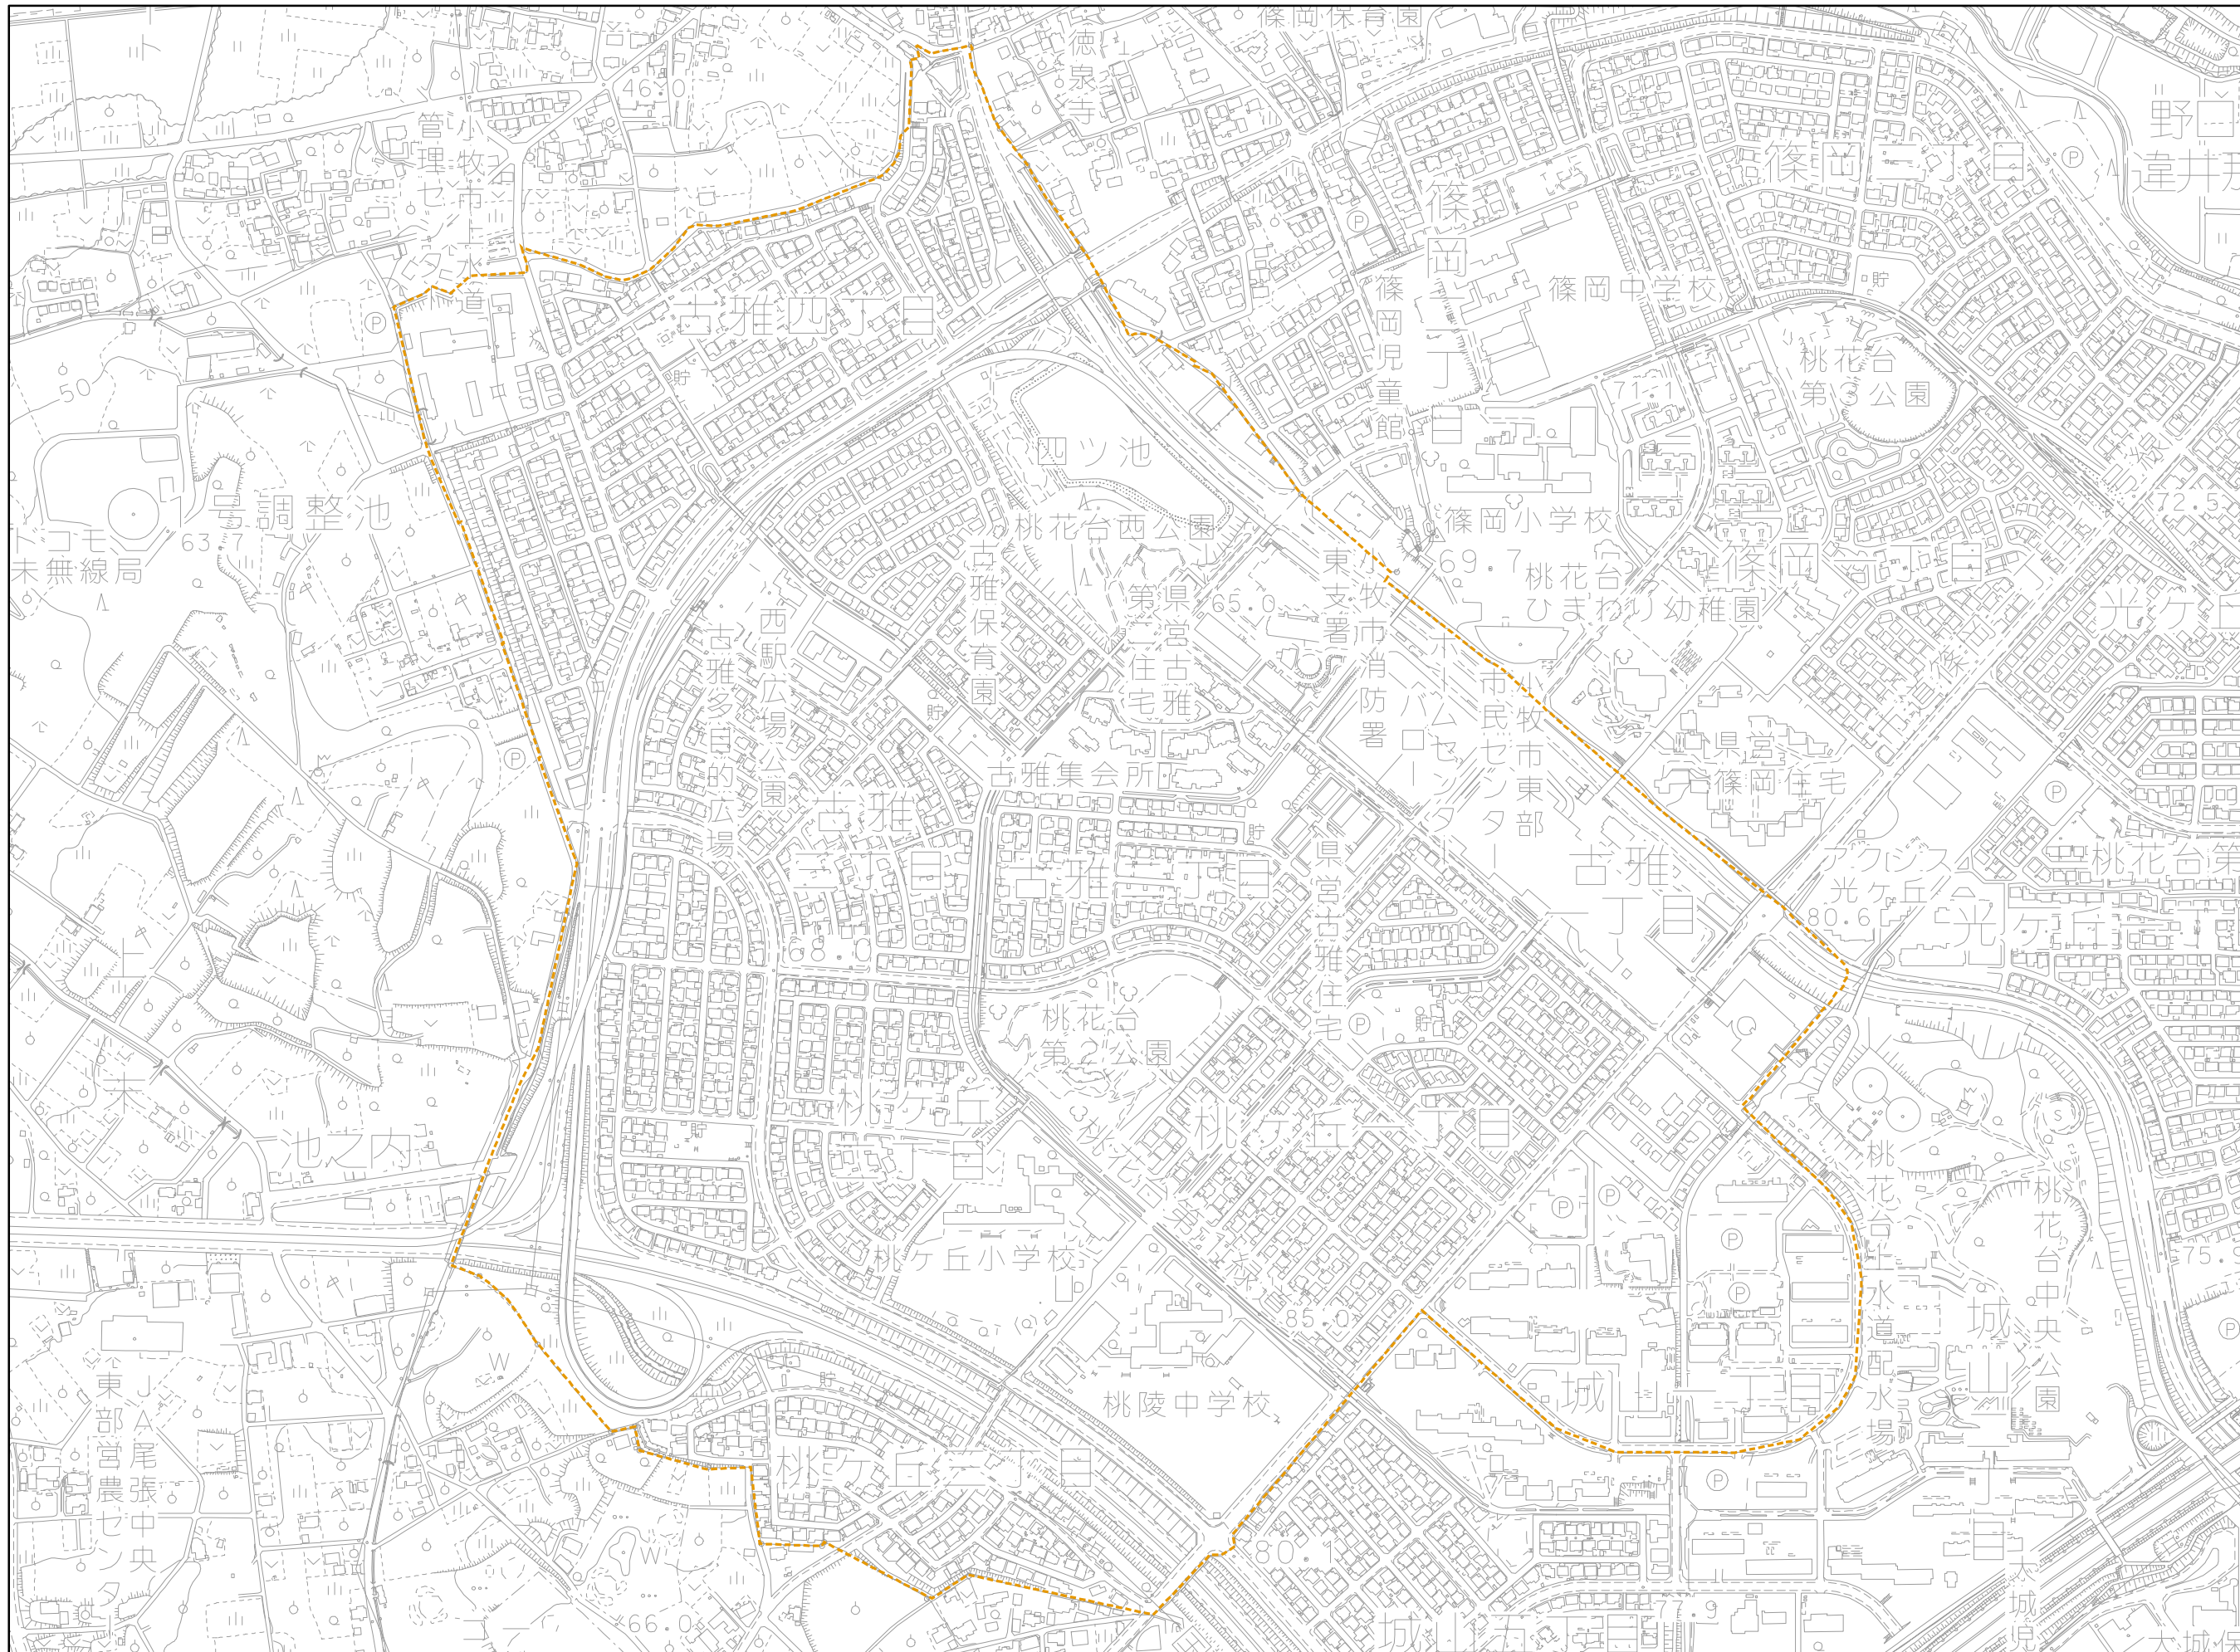 篠岡保育園
徳泉寺
46.0
小牧市上水道
管理センター
野口
違井
篠岡三丁目
篠岡二丁目
篠岡中学校
篠岡児童館
古雅四丁目
貯
桃花台
第3公園
71.1
50
四ツ池
号調整池
63.7
ドコモ
未無線局
桃花台西公園
篠岡小学校
69.7
72.5
篠岡一丁目
桃花台
ひまわり幼稚園
光ケ丘
古雅保育園
県営古雅
第二住宅
65.0
小牧市消防署
東支署
西駅広場公園
古雅多目的広場
ホームセンター
バロー
小牧市東部
市民センター
県営
篠岡住宅
古雅集会所
古雅
三丁目
古雅二丁目
県営古雅住宅
古雅
一丁目
アクシス
光ケ丘
80.6
桃花台第
光ケ丘三丁目
68.0
桃花台
第2公園
上
末
池之内
桃ケ丘
一丁目
桃ケ丘二丁目
桃花台上水道配水場
桃花台中央公園
75.
桃ケ丘小学校
85.0
城山一丁目
城山
二丁目
桃陵中学校
JA尾張中央
東部営農センター
桃ケ丘三丁目
80.1
66.0
79.9
城山